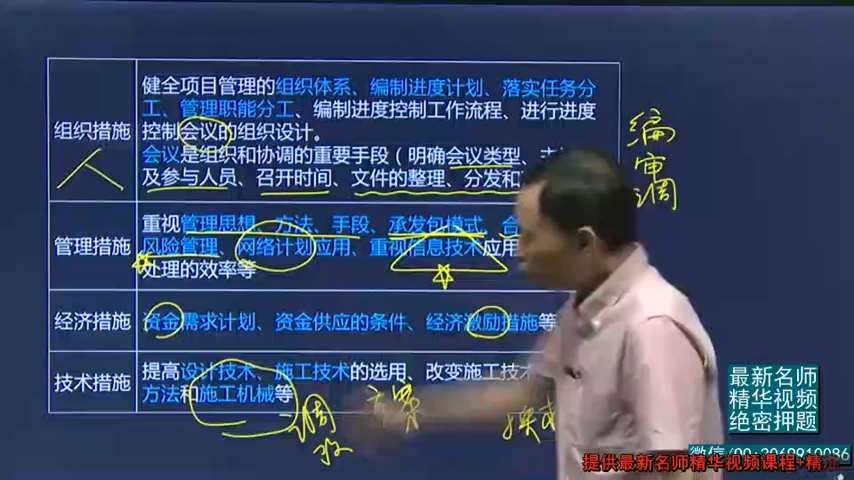 组织措施
健全项目管理的组织体系、编制进度计划、落实任务分
工、管理职能分工、编制进度控制工作流程、进行进度
控制会议的组织设计。
会议是组织和协调的重要手段（明确会议类型、
及参与人员、召开时间、文件的整理、分发和
人
编
审
调
管理措施
重视管理思想、方法、手段、承发包模式、合
风险管理、网络计划应用、重视信息技术应用
处理的效率等
经济措施
资金需求计划、资金供应的条件、经济激励措施等
技术措施
提高设计技术、施工技术的选用、改变施工技术
方法和施工机械等
调
方案
换
最新名师
精华视频
绝密押题
提供最新名师精华视频课程+精准